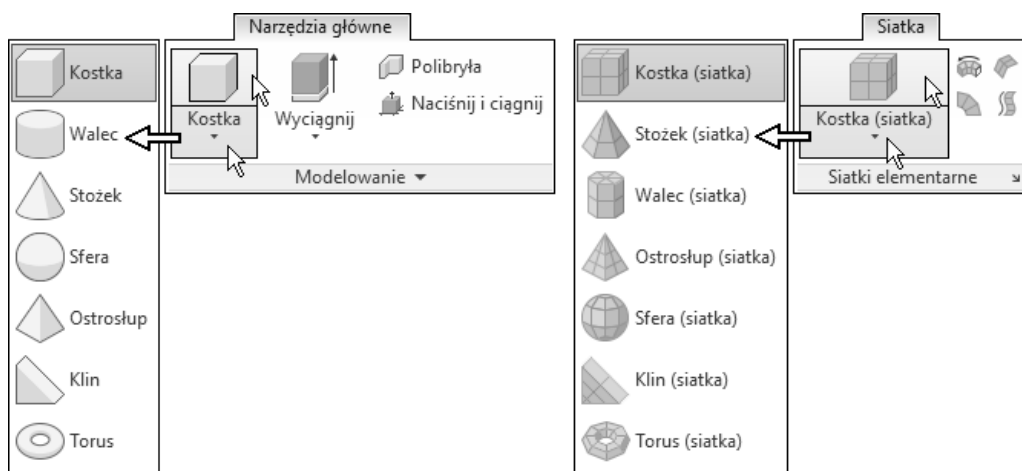 Narzędzia główne
Kostka
Walec
Stożek
Sfera
Ostrosłup
Klin
Torus
Kostka
Wyciągnij
Polibryła
Naciśnij i ciągnij
Modelowanie
Siatka
Kostka (siatka)
Stożek (siatka)
Walec (siatka)
Ostrosłup (siatka)
Sfera (siatka)
Klin (siatka)
Torus (siatka)
Kostka (siatka)
Siatki elementarne